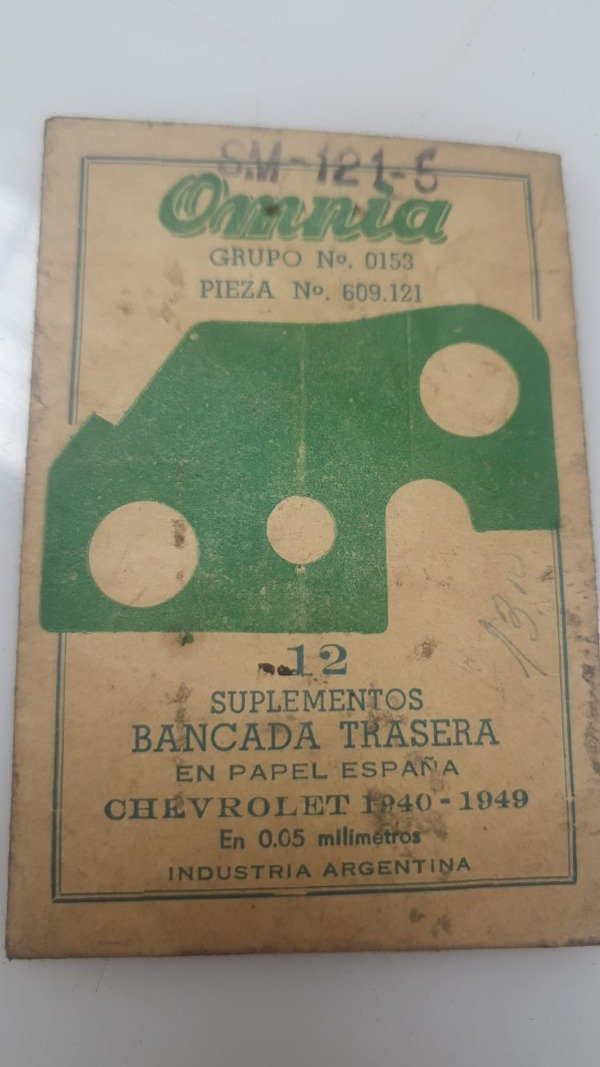 SM-121-5
Omnia
GRUPO Nº. 0153
PIEZA Nº. 609.121
12
SUPLEMENTOS
BANCADA TRASERA
EN PAPEL ESPAÑA
CHEVROLET 1940-1949
En 0.05 milimetros
INDUSTRIA ARGENTINA